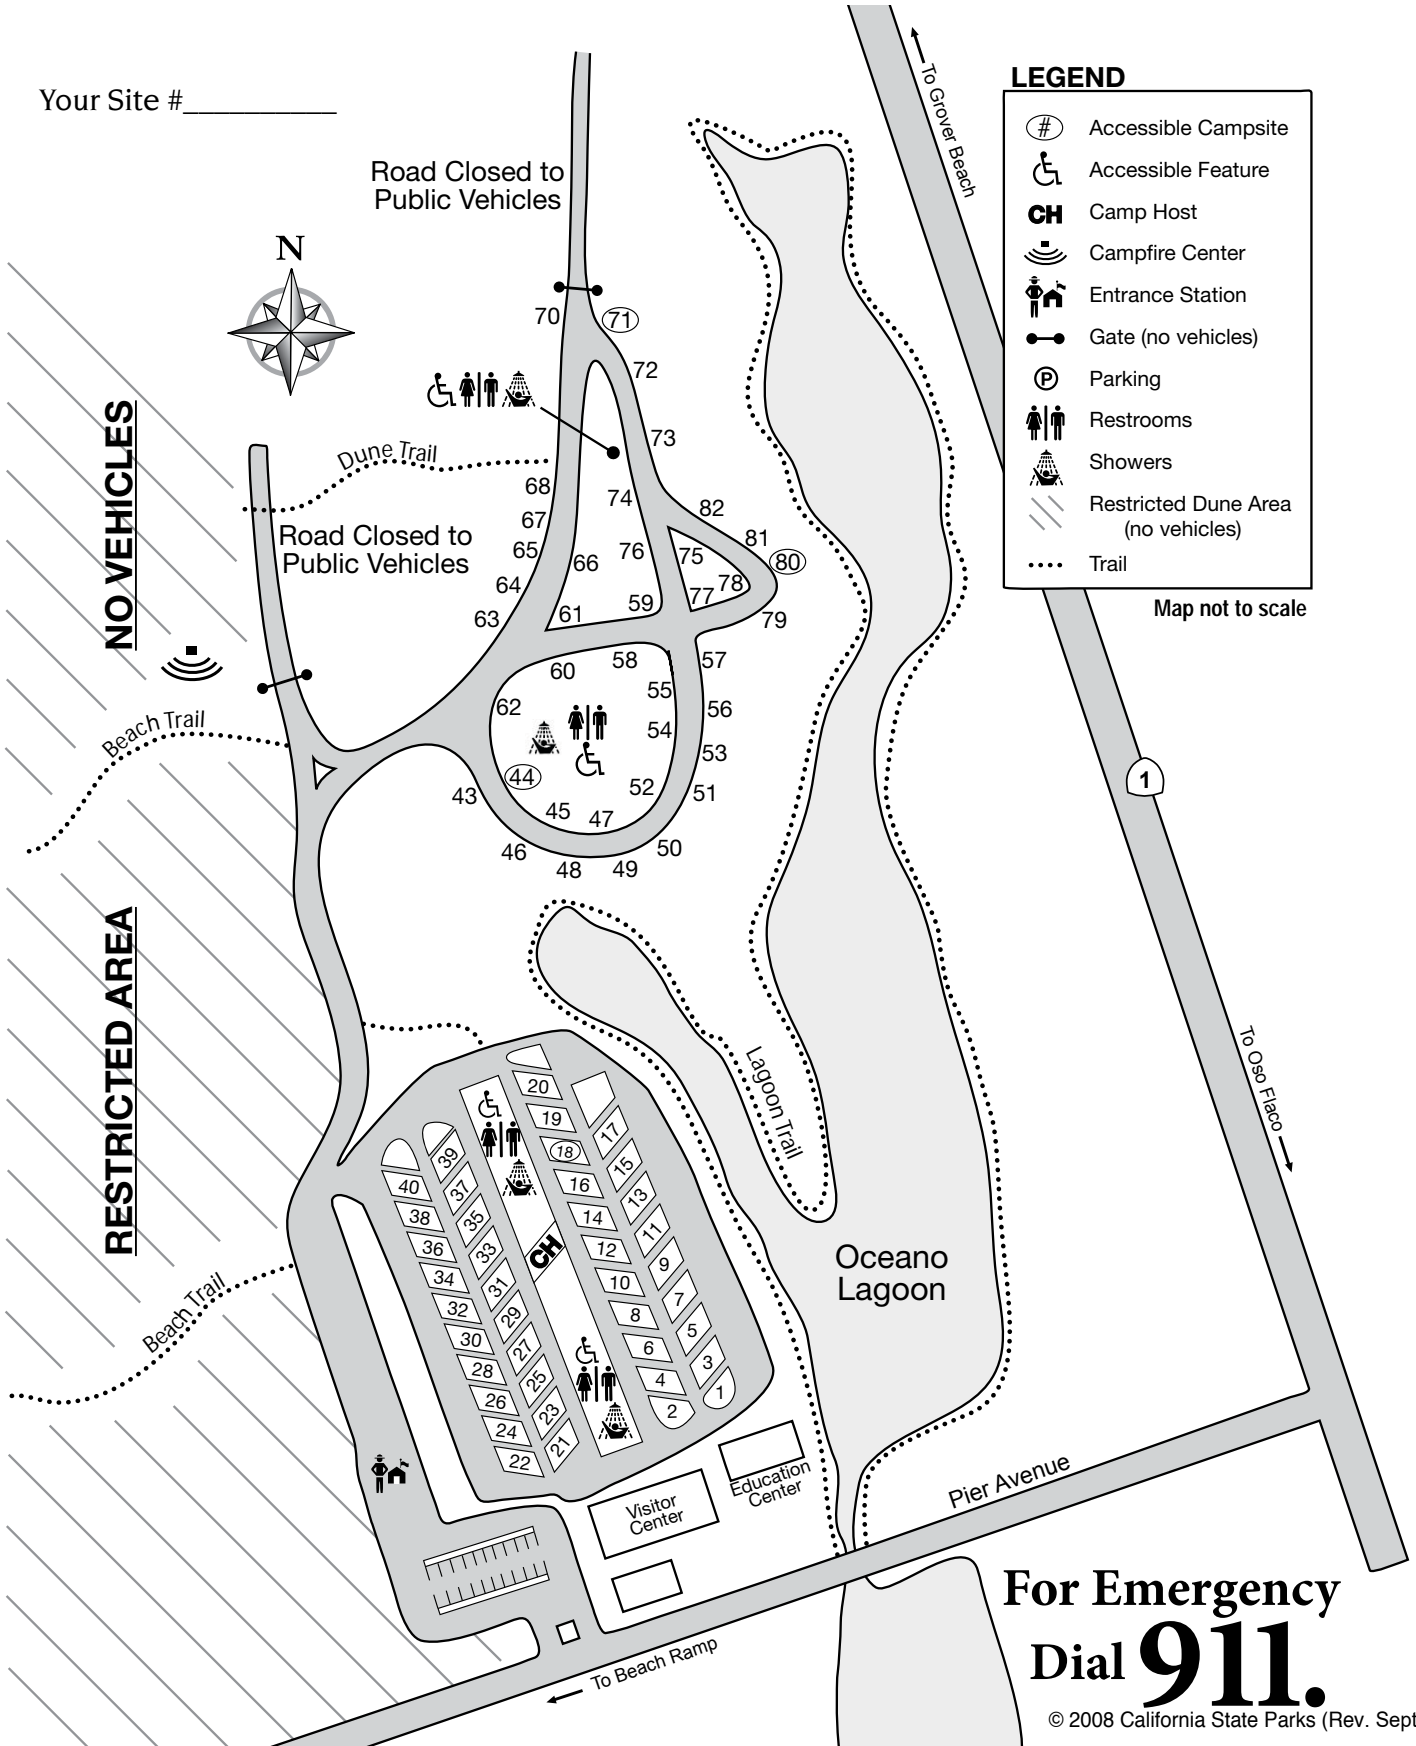 Your Site #__________
LEGEND
# Accessible Campsite
Accessible Feature
CH Camp Host
Campfire Center
Entrance Station
Gate (no vehicles)
P Parking
Restrooms
Showers
Restricted Dune Area
(no vehicles)
Trail
Map not to scale
To Grover Beach
Road Closed to
Public Vehicles
N
70
71
72
73
Dune Trail
68
74
82
67
81
65
66
76
75
80
64
78
77
63
61
59
79
Road Closed to
Public Vehicles
NO VEHICLES
60
58
57
55
62
56
54
53
44
52
43
51
45
47
46
50
48
49
Beach Trail
1
RESTRICTED AREA
Lagoon Trail
To Oso Flaco
20
19
17
18
39
15
40
37
16
13
38
35
14
11
36
33
CH
12
9
34
31
10
7
32
29
8
5
30
27
6
3
28
25
4
1
26
23
2
24
21
22
Oceano
Lagoon
Beach Trail
Education
Center
Visitor
Center
Pier Avenue
To Beach Ramp
For Emergency
Dial 911.
© 2008 California State Parks (Rev. Sept